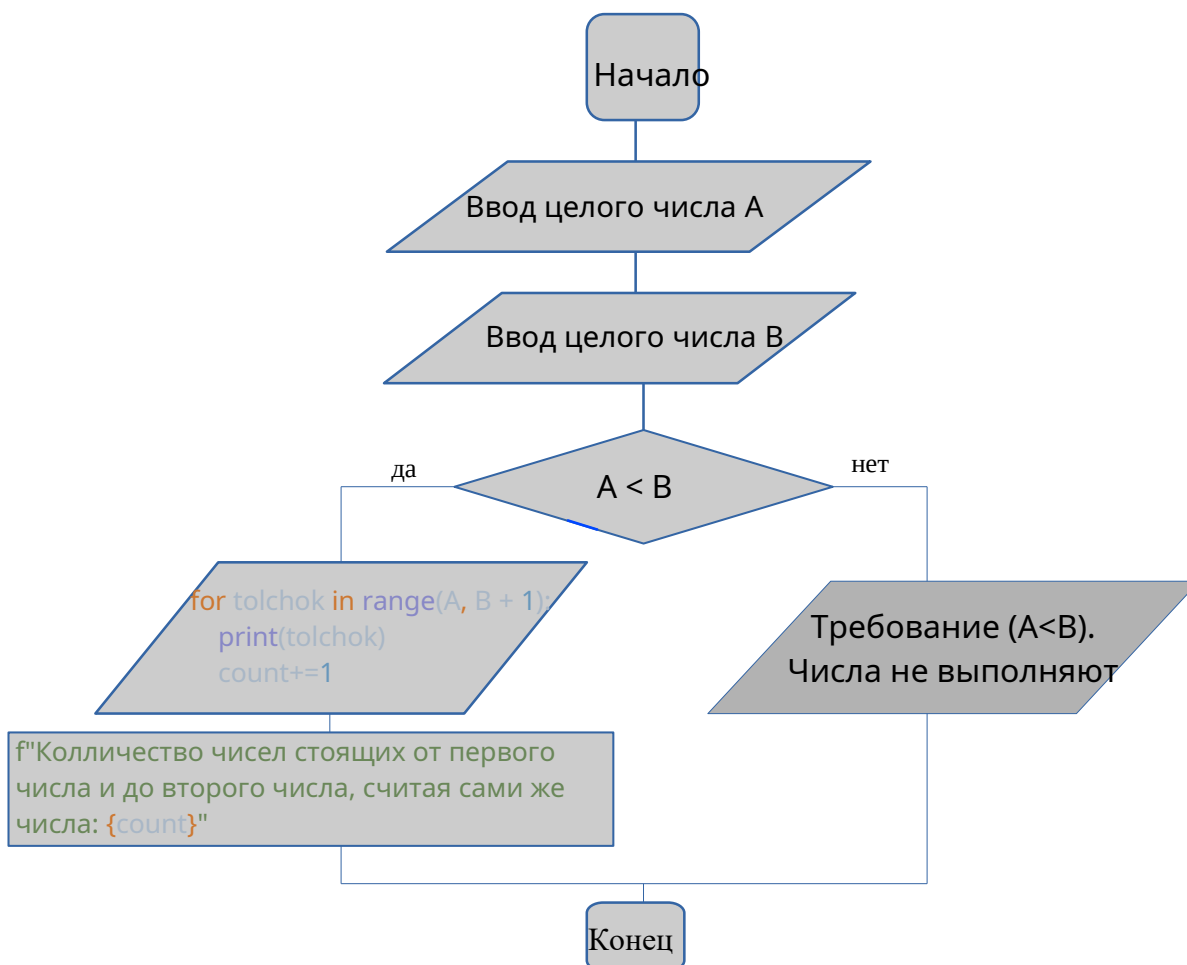 Начало
Ввод целого числа А
Ввод целого числа В
да
нет
А < В
for tolchok in range(A, B + 1):
print(tolchok)
count+=1
Требование (A<B).
Числа не выполняют
f"Колличество чисел стоящих от первого
числа и до второго числа, считая сами же
числа: {count}"
Конец